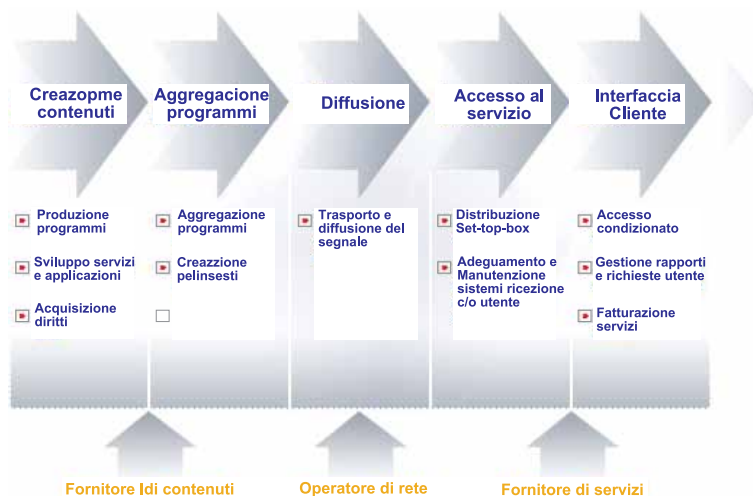 Creazopme
contenuti
Aggregacione
programmi
Diffusione
Accesso al
servizio
Interfaccia
Cliente
Produzione
programmi
Sviluppo servizi
e applicazioni
Acquisizione
diritti
Aggregazione
programmi
Creazzione
pelinsesti
Trasporto e
diffusione del
segnale
Distribuzione
Set-top-box
Adeguamento e
Manutenzione
sistemi ricezione
c/o utente
Accesso
condizionato
Gestione rapporti
e richieste utente
Fatturazione
servizi
Fornitore Idi contenuti
Operatore di rete
Fornitore di servizi